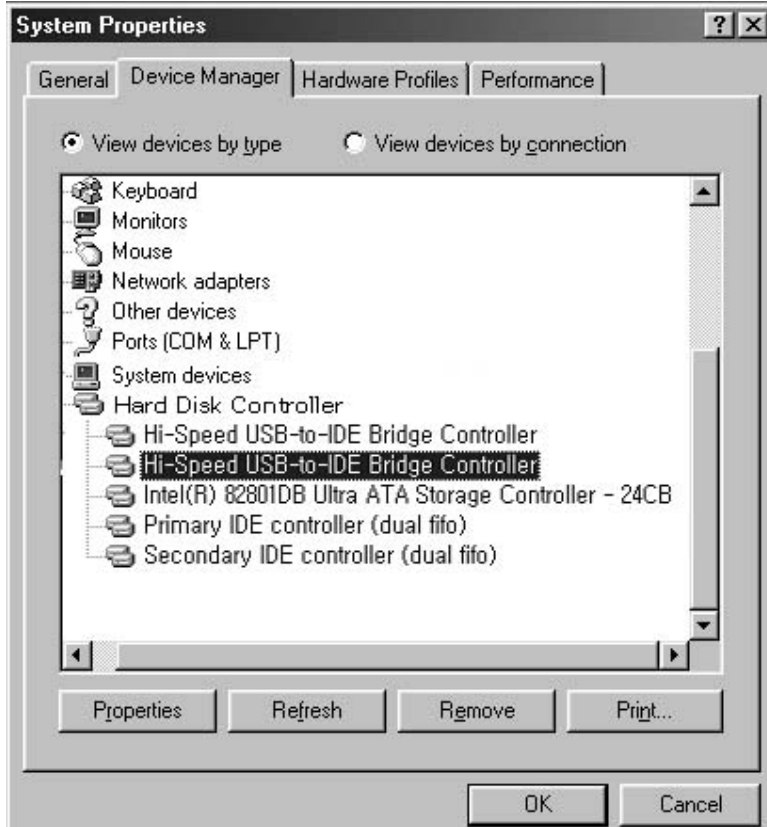 System Properties
General Device Manager Hardware Profiles Performance
View devices by type View devices by connection
Keyboard
Monitors
Mouse
Network adapters
Other devices
Ports (COM & LPT)
System devices
Hard Disk Controller
Hi-Speed USB-to-IDE Bridge Controller
Hi-Speed USB-to-IDE Bridge Controller
Intel(R) 82801DB Ultra ATA Storage Controller - 24CB
Primary IDE controller (dual fifo)
Secondary IDE controller (dual fifo)
Properties Refresh Remove Print...
OK Cancel